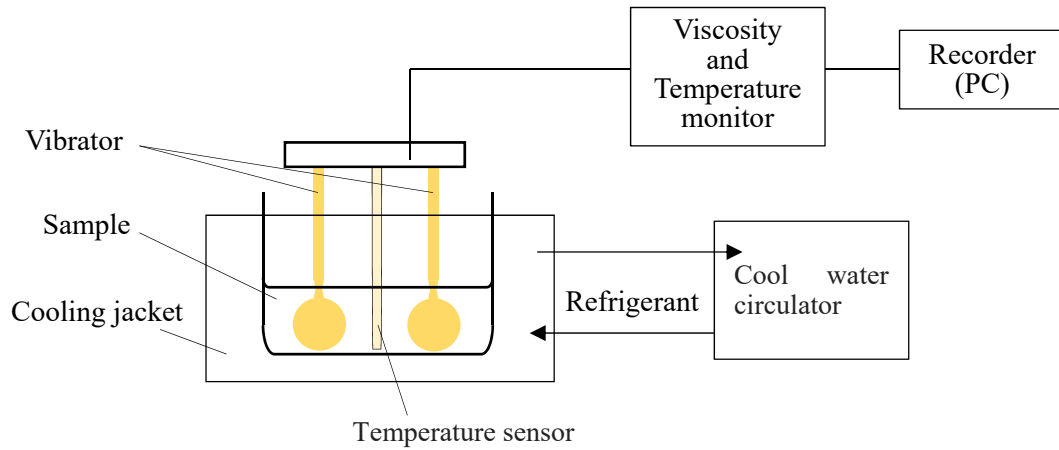 Viscosity
and
Temperature
monitor
Recorder
(PC)
Vibrator
Sample
Cooling jacket
Refrigerant
Cool water
circulator
Temperature sensor